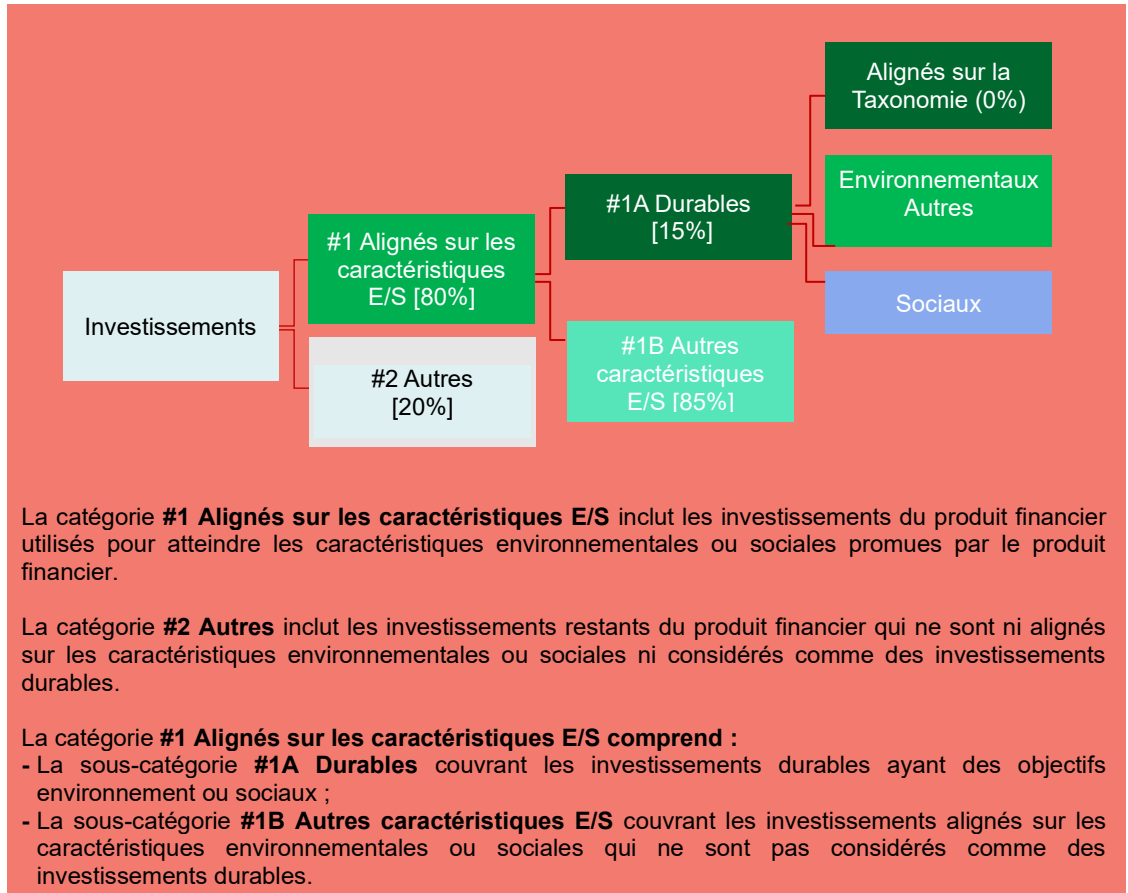 Alignés sur la
Taxonomie (0%)
Environnementaux
Autres
#1A Durables
[15%]
#1 Alignés sur les
caractéristiques
E/S [80%]
Sociaux
Investissements
#1B Autres
caractéristiques
E/S [85%]
#2 Autres
[20%]
La catégorie #1 Alignés sur les caractéristiques E/S inclut les investissements du produit financier
utilisés pour atteindre les caractéristiques environnementales ou sociales promues par le produit
financier.
La catégorie #2 Autres inclut les investissements restants du produit financier qui ne sont ni alignés
sur les caractéristiques environnementales ou sociales ni considérés comme des investissements
durables.
La catégorie #1 Alignés sur les caractéristiques E/S comprend :
- La sous-catégorie #1A Durables couvrant les investissements durables ayant des objectifs
environnement ou sociaux ;
- La sous-catégorie #1B Autres caractéristiques E/S couvrant les investissements alignés sur les
caractéristiques environnementales ou sociales qui ne sont pas considérés comme des
investissements durables.